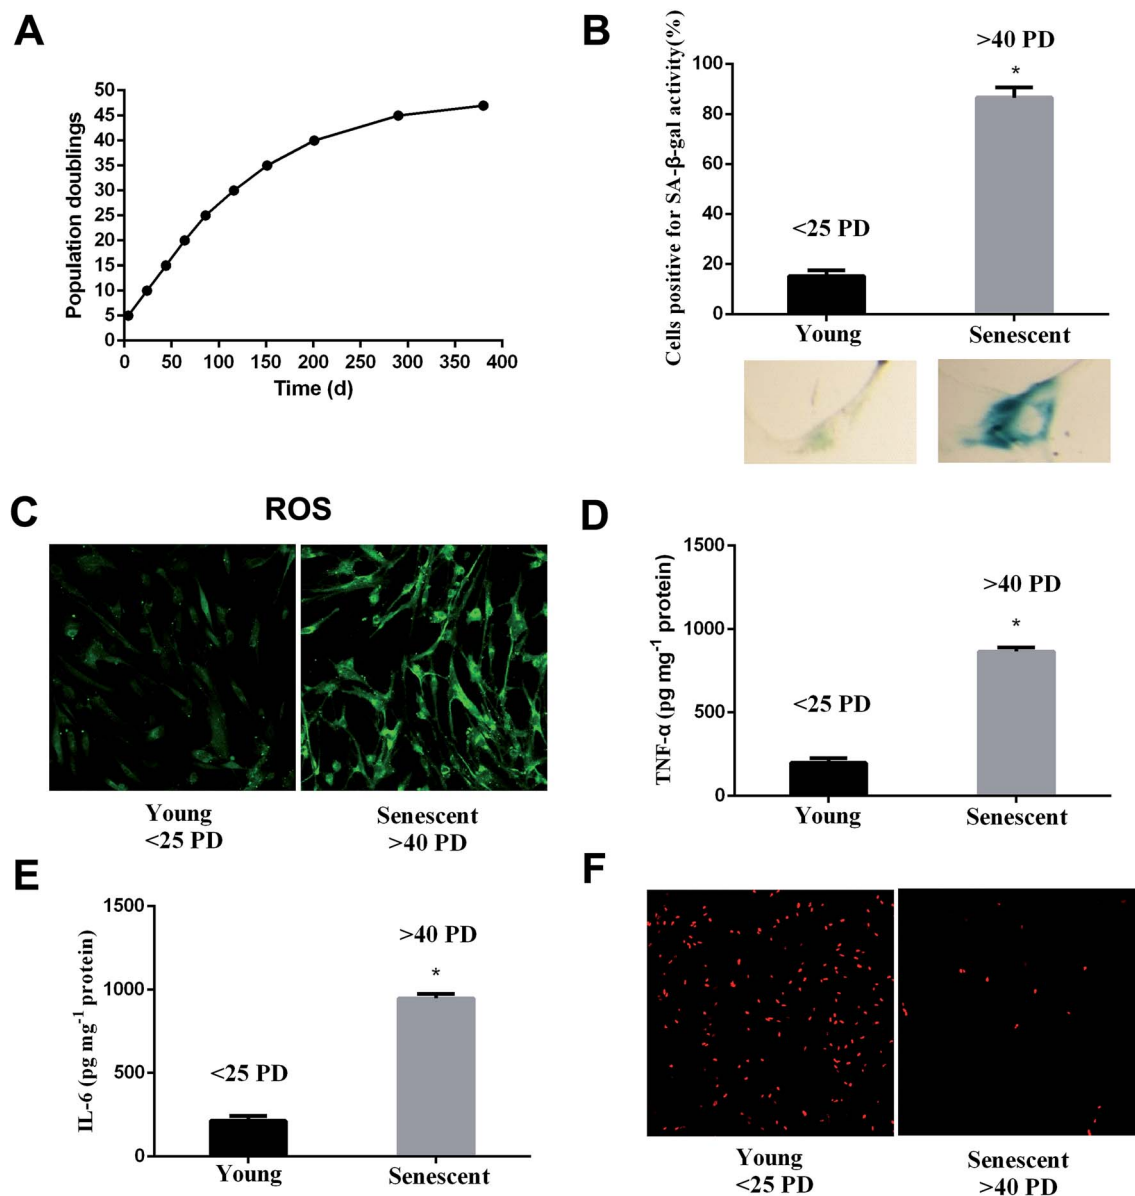 A
Population doublings
50
45
40
35
30
25
20
15
10
5
0
0 50 100 150 200 250 300 350 400
Time (d)
B
Cells positive for SA-β-gal activity(%)
100
80
60
40
20
0
<25 PD
>40 PD
*
Young Senescent
C
ROS
Young Senescent
<25 PD >40 PD
D
TNF-α (pg mg-1 protein)
1500
1000
500
0
<25 PD
>40 PD
*
Young Senescent
E
IL-6 (pg mg-1 protein)
1500
1000
500
0
<25 PD
>40 PD
*
Young Senescent
F
Young Senescent
<25 PD >40 PD